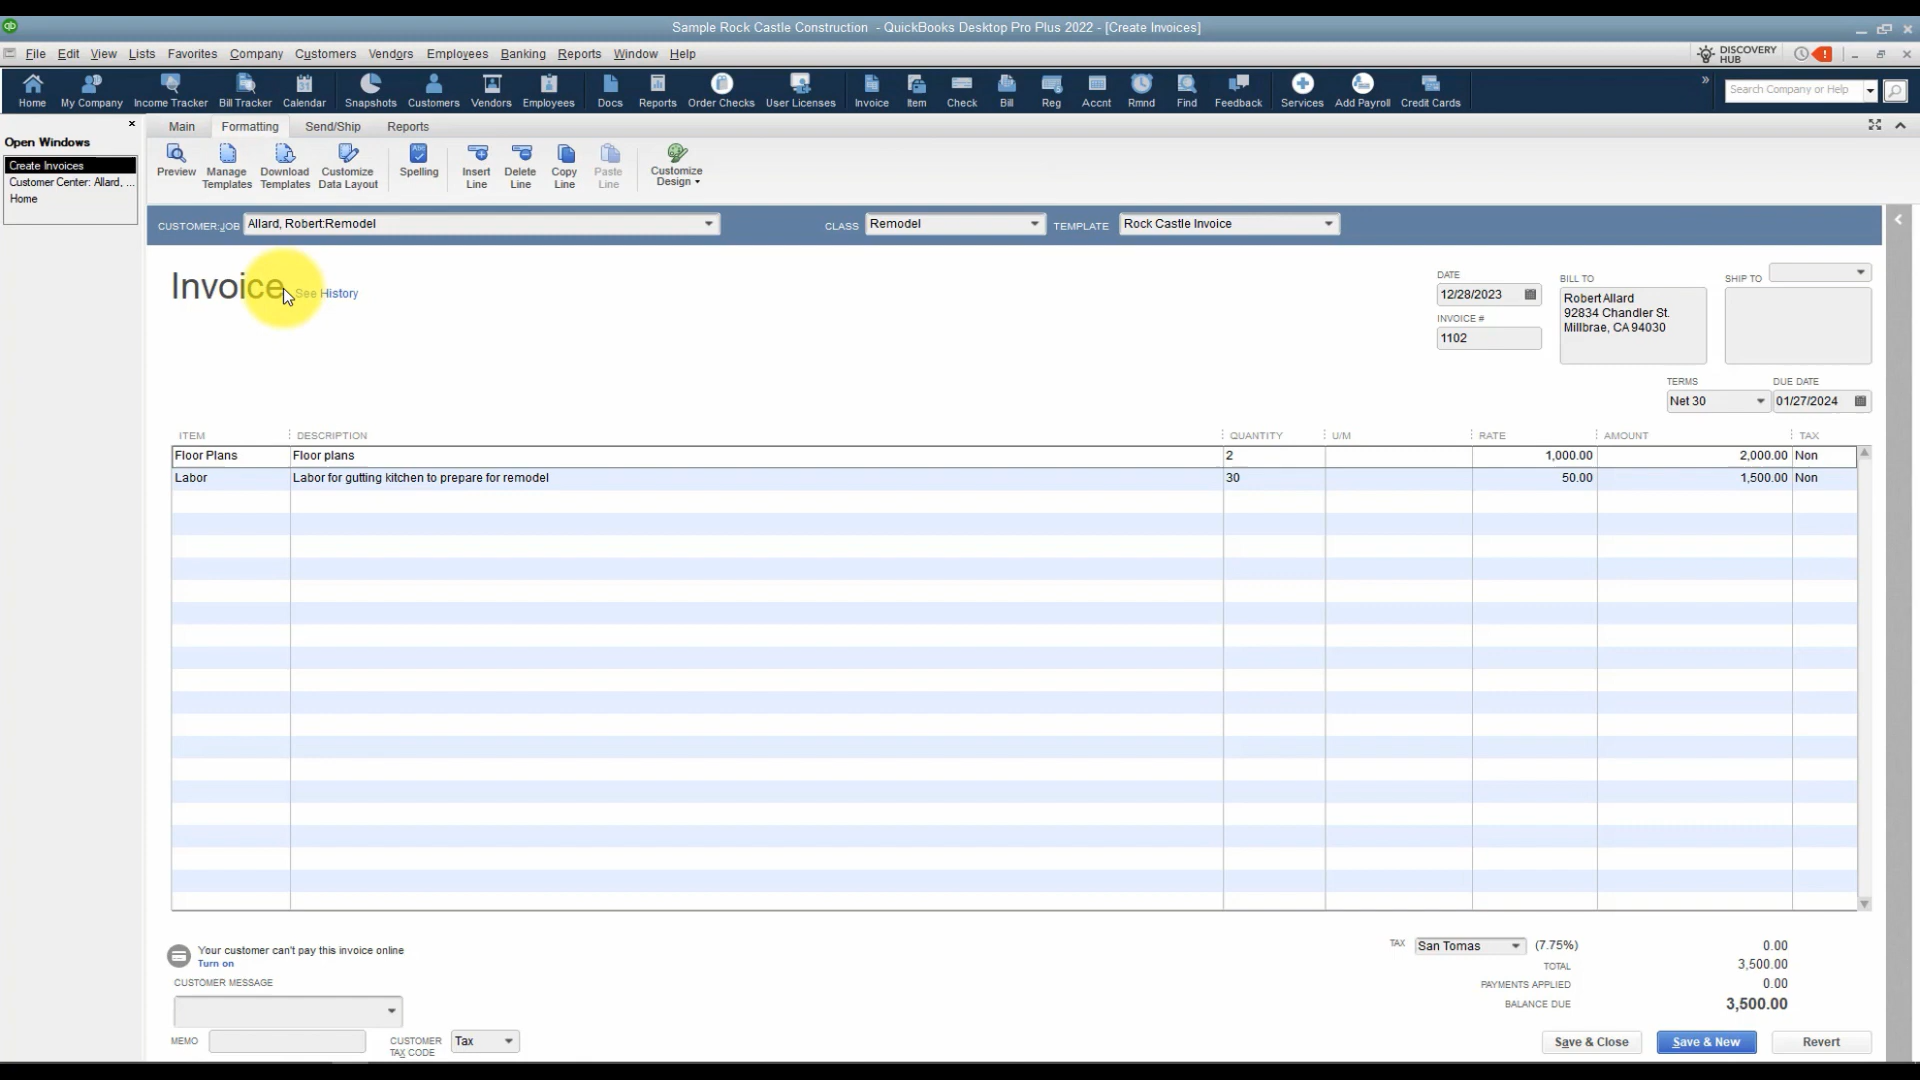 Sample Rock Castle Construction - QuickBooks Desktop Pro Plus 2022 - [Create Invoices]
File Edit View Lists Favorites Company Customers Vendors Employees Banking Reports Window Help
DISCOVERY HUB
Home My Company Income Tracker Bill Tracker Calendar Snapshots Customers Vendors Employees Docs Reports Order Checks User Licenses Invoice Item Check Bill Reg Accnt Rmnd Find Feedback Services Add Payroll Credit Cards
Search Company or Help
Main Formatting Send/Ship Reports
Open Windows
Create Invoices
Customer Center: Allard, ...
Home
Preview Manage Templates Download Templates Customize Data Layout Spelling Insert Line Delete Line Copy Line Paste Line Customize Design
CUSTOMER:JOB Allard, Robert:Remodel CLASS Remodel TEMPLATE Rock Castle Invoice
Invoice See History
DATE
12/28/2023
INVOICE #
1102
BILL TO
Robert Allard
92834 Chandler St.
Millbrae, CA 94030
SHIP TO
TERMS DUE DATE
Net 30 01/27/2024
ITEM DESCRIPTION QUANTITY U/M RATE AMOUNT TAX
Floor Plans Floor plans 2 1,000.00 2,000.00 Non
Labor Labor for gutting kitchen to prepare for remodel 30 50.00 1,500.00 Non
Your customer can't pay this invoice online
Turn on
CUSTOMER MESSAGE
MEMO
CUSTOMER TAX CODE Tax
TAX San Tomas (7.75%) 0.00
TOTAL 3,500.00
PAYMENTS APPLIED 0.00
BALANCE DUE 3,500.00
Save & Close Save & New Revert